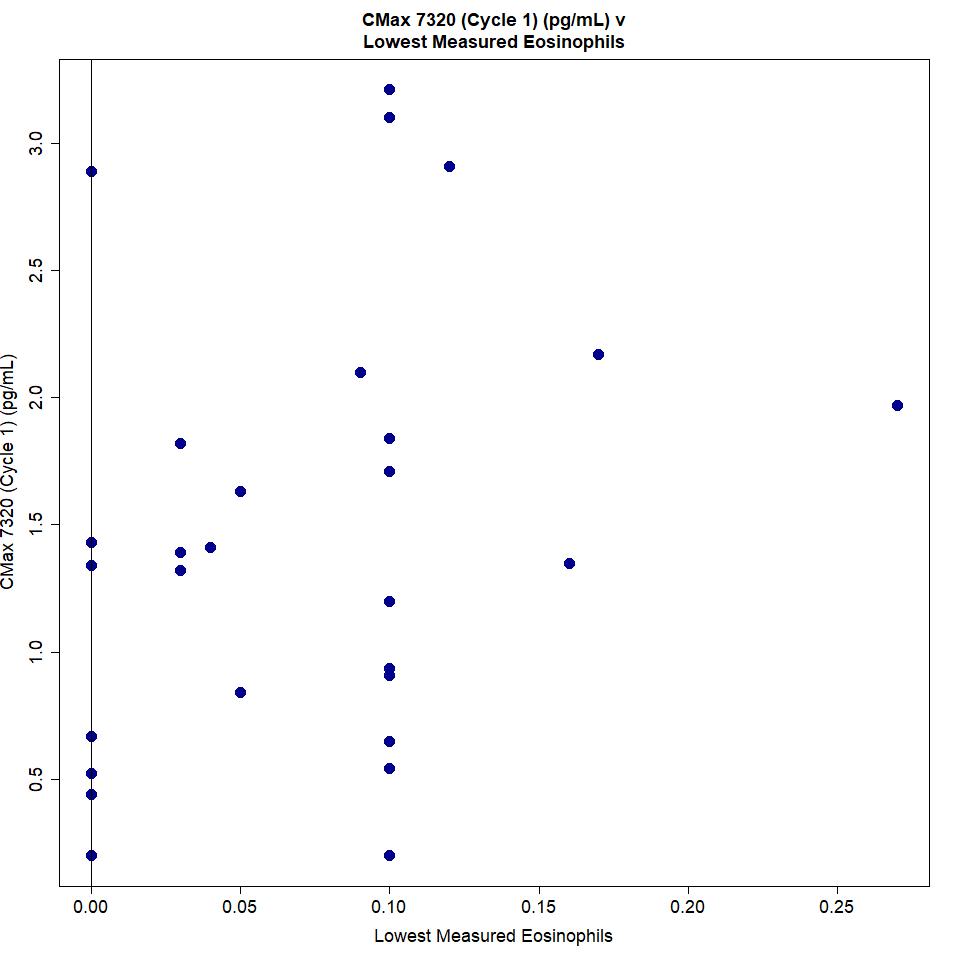 CMax 7320 (Cycle 1) (pg/mL) v
Lowest Measured Eosinophils
CMax 7320 (Cycle 1) (pg/mL)
3.0
2.5
2.0
1.5
1.0
0.5
0.00 0.05 0.10 0.15 0.20 0.25
Lowest Measured Eosinophils